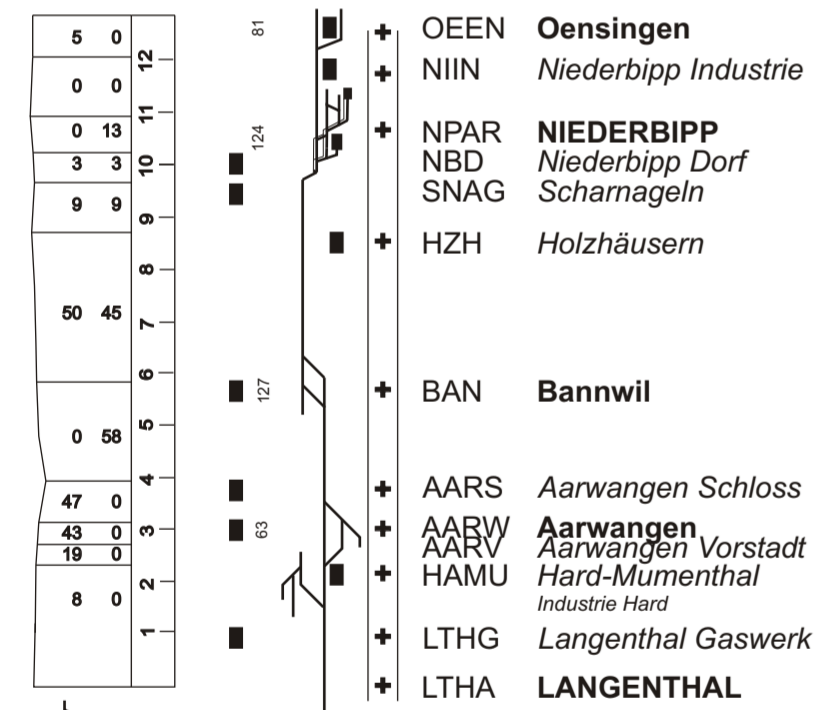 5 0
0 0
0 13
3 3
9 9
50 45
0 58
47 0
43 0
19 0
8 0
12
11
10
9
8
7
6
5
4
3
2
1
81
124
127
63
OEEN Oensingen
NIIN Niederbipp Industrie
NPAR NIEDERBIPP
NBD Niederbipp Dorf
SNAG Scharnageln
HZH Holzhäusern
BAN Bannwil
AARS Aarwangen Schloss
AARW Aarwangen
AARV Aarwangen Vorstadt
HAMU Hard-Mumenthal
Industrie Hard
LTHG Langenthal Gaswerk
LTHA LANGENTHAL